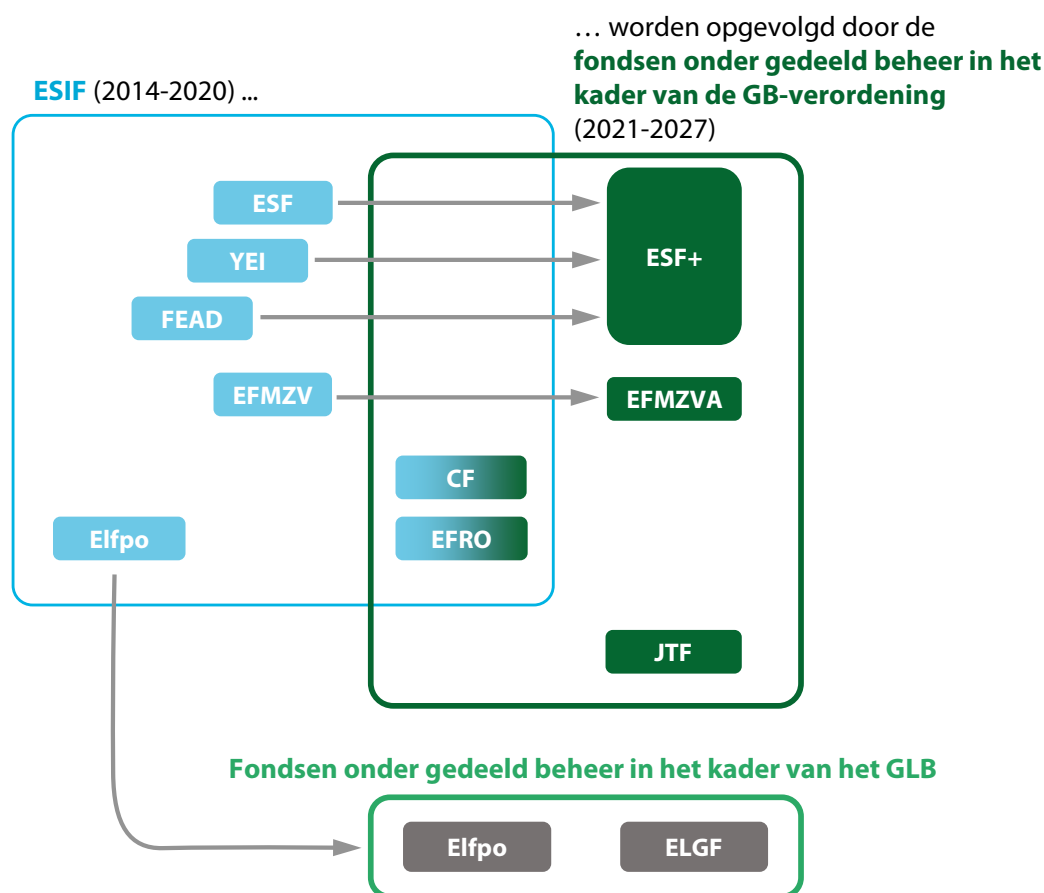 … worden opgevolgd door de
fondsen onder gedeeld beheer in het
kader van de GB-verordening
(2021-2027)
ESIF (2014-2020) ...
ESF
YEI
FEAD
EFMZV
ESF+
EFMZVA
CF
EFRO
Elfpo
JTF
Fondsen onder gedeeld beheer in het kader van het GLB
Elfpo
ELGF